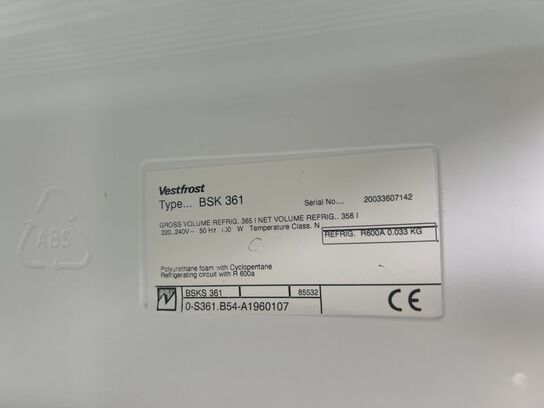 Vestfrost
Type... BSK 361 Serial No.... 20033607142
GROSS VOLUME REFRIG. 365 l NET VOLUME REFRIG.. 356 l
220..240V~ 50 Hz 100 W Temperature Class. N REFRIG. R600A 0.033 KG
Polyurethane foam with Cyclopentane
Refrigerating circuit with R 600a
BSKS 361 85532
0-S361.B54-A1960107
CE
ABS